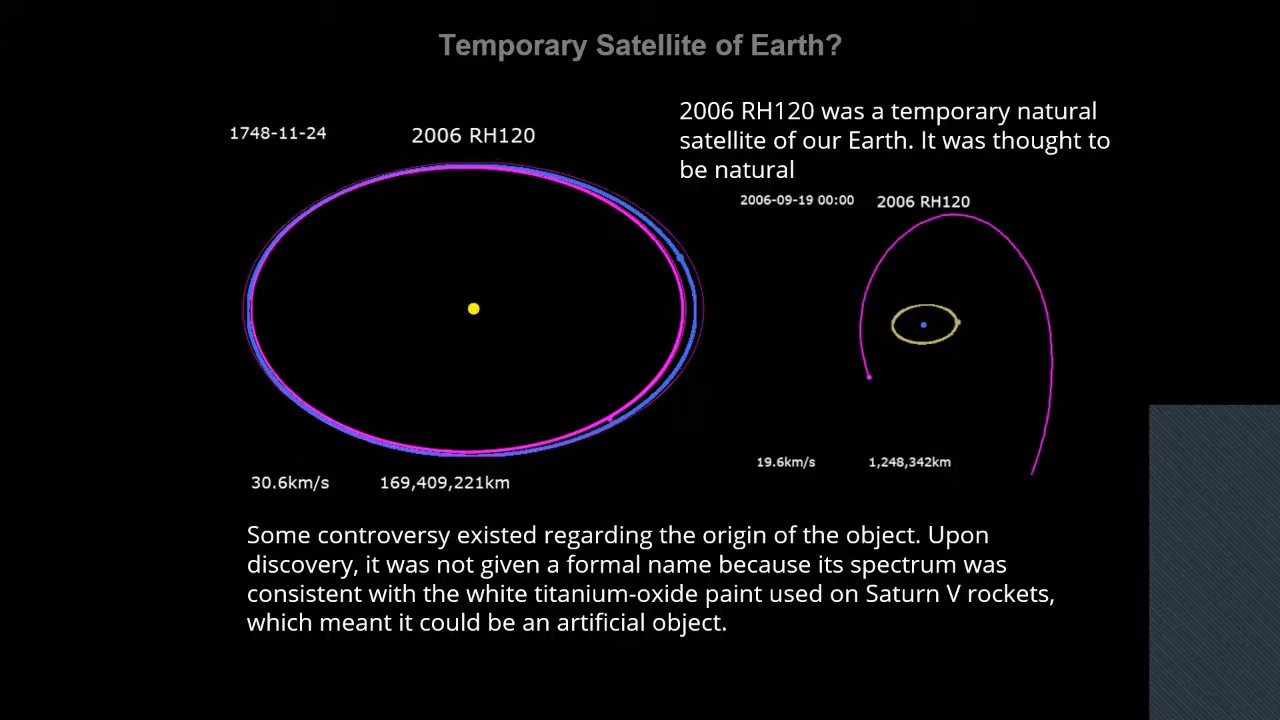 Temporary Satellite of Earth?
1748-11-24
2006 RH120
2006 RH120 was a temporary natural
satellite of our Earth. It was thought to
be natural
2006-09-19 00:00
2006 RH120
30.6km/s
169,409,221km
19.6km/s
1,248,342km
Some controversy existed regarding the origin of the object. Upon
discovery, it was not given a formal name because its spectrum was
consistent with the white titanium-oxide paint used on Saturn V rockets,
which meant it could be an artificial object.